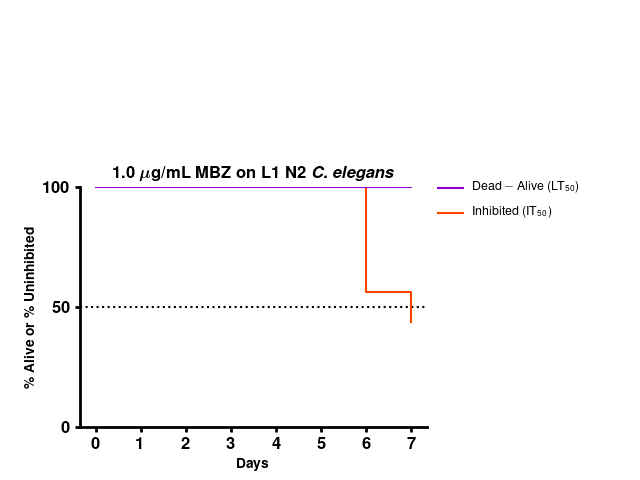 1.0 μg/mL MBZ on L1 N2 C. elegans
Dead – Alive (LT₅₀)
Inhibited (IT₅₀)
% Alive or % Uninhibited
100
50
0
0 1 2 3 4 5 6 7
Days